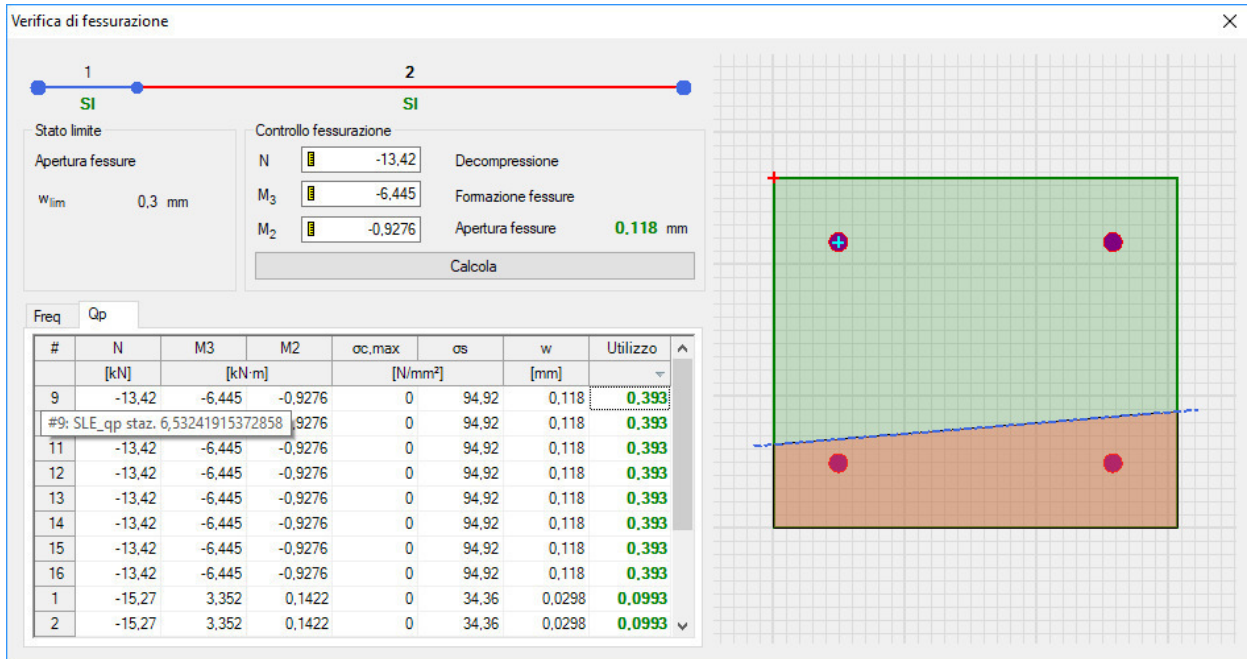 Verifica di fessurazione
1 2
SI SI
Stato limite
Apertura fessure
wlim 0,3 mm
Controllo fessurazione
N -13,42 Decompressione
M3 -6,445 Formazione fessure
M2 -0,9276 Apertura fessure 0,118 mm
Calcola
Freq Qp
# N M3 M2 σc,max σs w Utilizzo
[kN] [kN·m] [N/mm²] [mm]
9 -13,42 -6,445 -0,9276 0 94,92 0,118 0,393
#9: SLE_qp staz. 6,53241915372858 ,9276 0 94,92 0,118 0,393
11 -13,42 -6,445 -0,9276 0 94,92 0,118 0,393
12 -13,42 -6,445 -0,9276 0 94,92 0,118 0,393
13 -13,42 -6,445 -0,9276 0 94,92 0,118 0,393
14 -13,42 -6,445 -0,9276 0 94,92 0,118 0,393
15 -13,42 -6,445 -0,9276 0 94,92 0,118 0,393
16 -13,42 -6,445 -0,9276 0 94,92 0,118 0,393
1 -15,27 3,352 0,1422 0 34,36 0,0298 0,0993
2 -15,27 3,352 0,1422 0 34,36 0,0298 0,0993